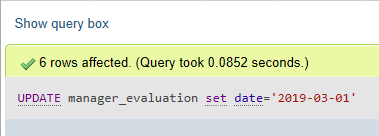 Show query box
6 rows affected. (Query took 0.0852 seconds.)
UPDATE manager_evaluation set date='2019-03-01'